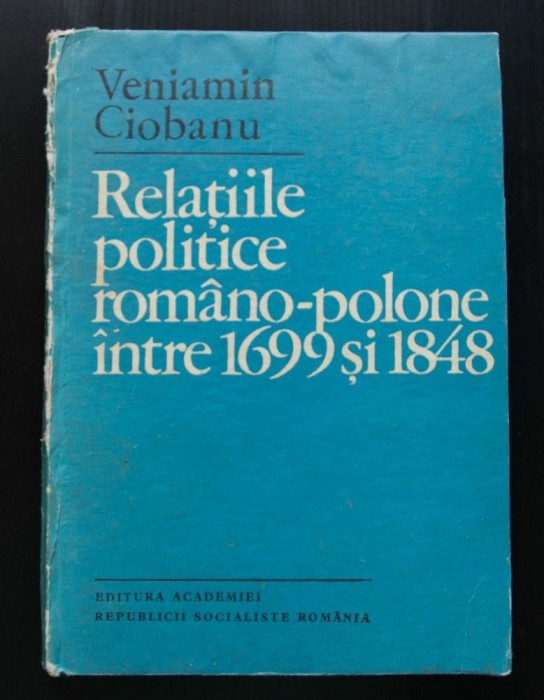 Veniamin
Ciobanu
Relațiile
politice
româno-polone
între 1699 și 1848
EDITURA ACADEMIEI
REPUBLICII SOCIALISTE ROMÂNIA